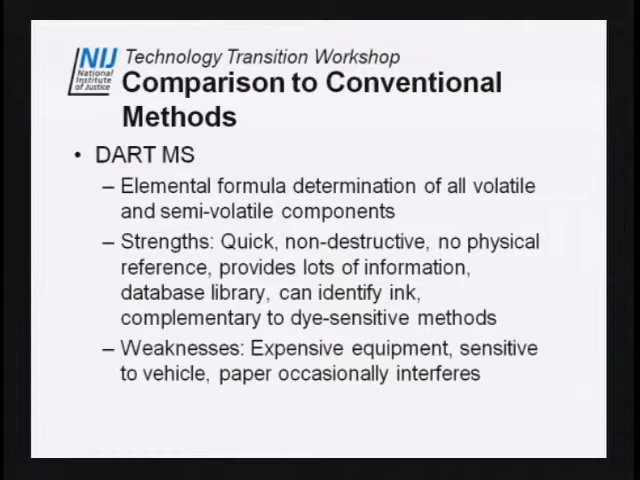 NIJ
National
Institute
of Justice
Technology Transition Workshop
Comparison to Conventional
Methods
• DART MS
– Elemental formula determination of all volatile
and semi-volatile components
– Strengths: Quick, non-destructive, no physical
reference, provides lots of information,
database library, can identify ink,
complementary to dye-sensitive methods
– Weaknesses: Expensive equipment, sensitive
to vehicle, paper occasionally interferes